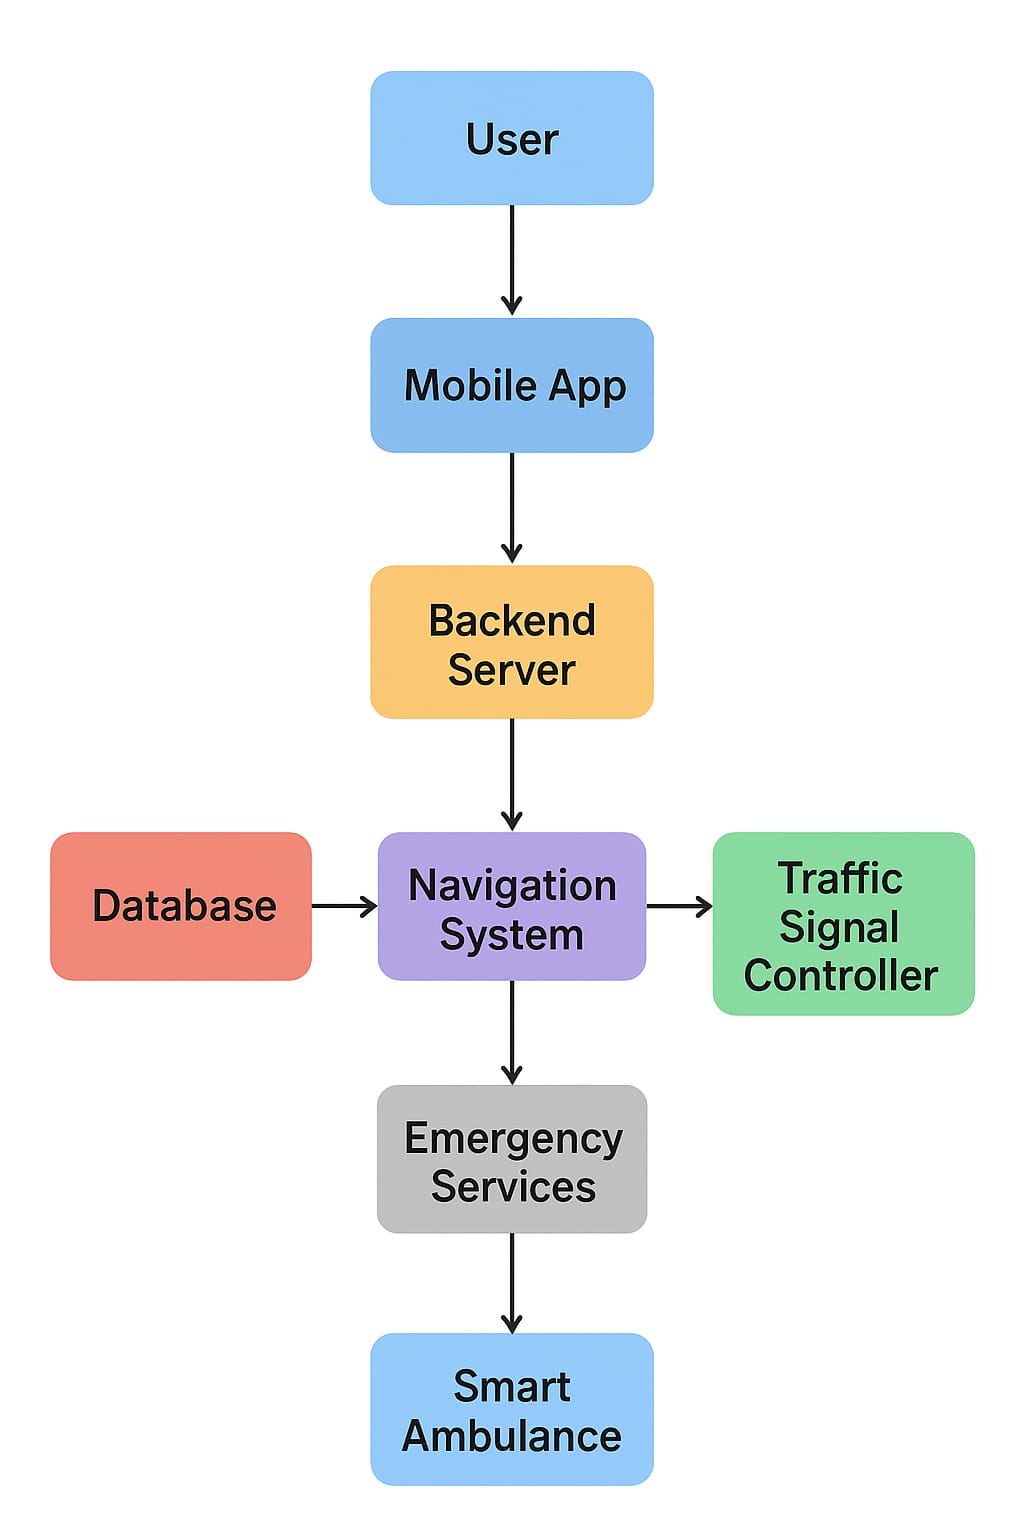 User
Mobile App
Backend
Server
Database
Navigation
System
Traffic
Signal
Controller
Emergency
Services
Smart
Ambulance